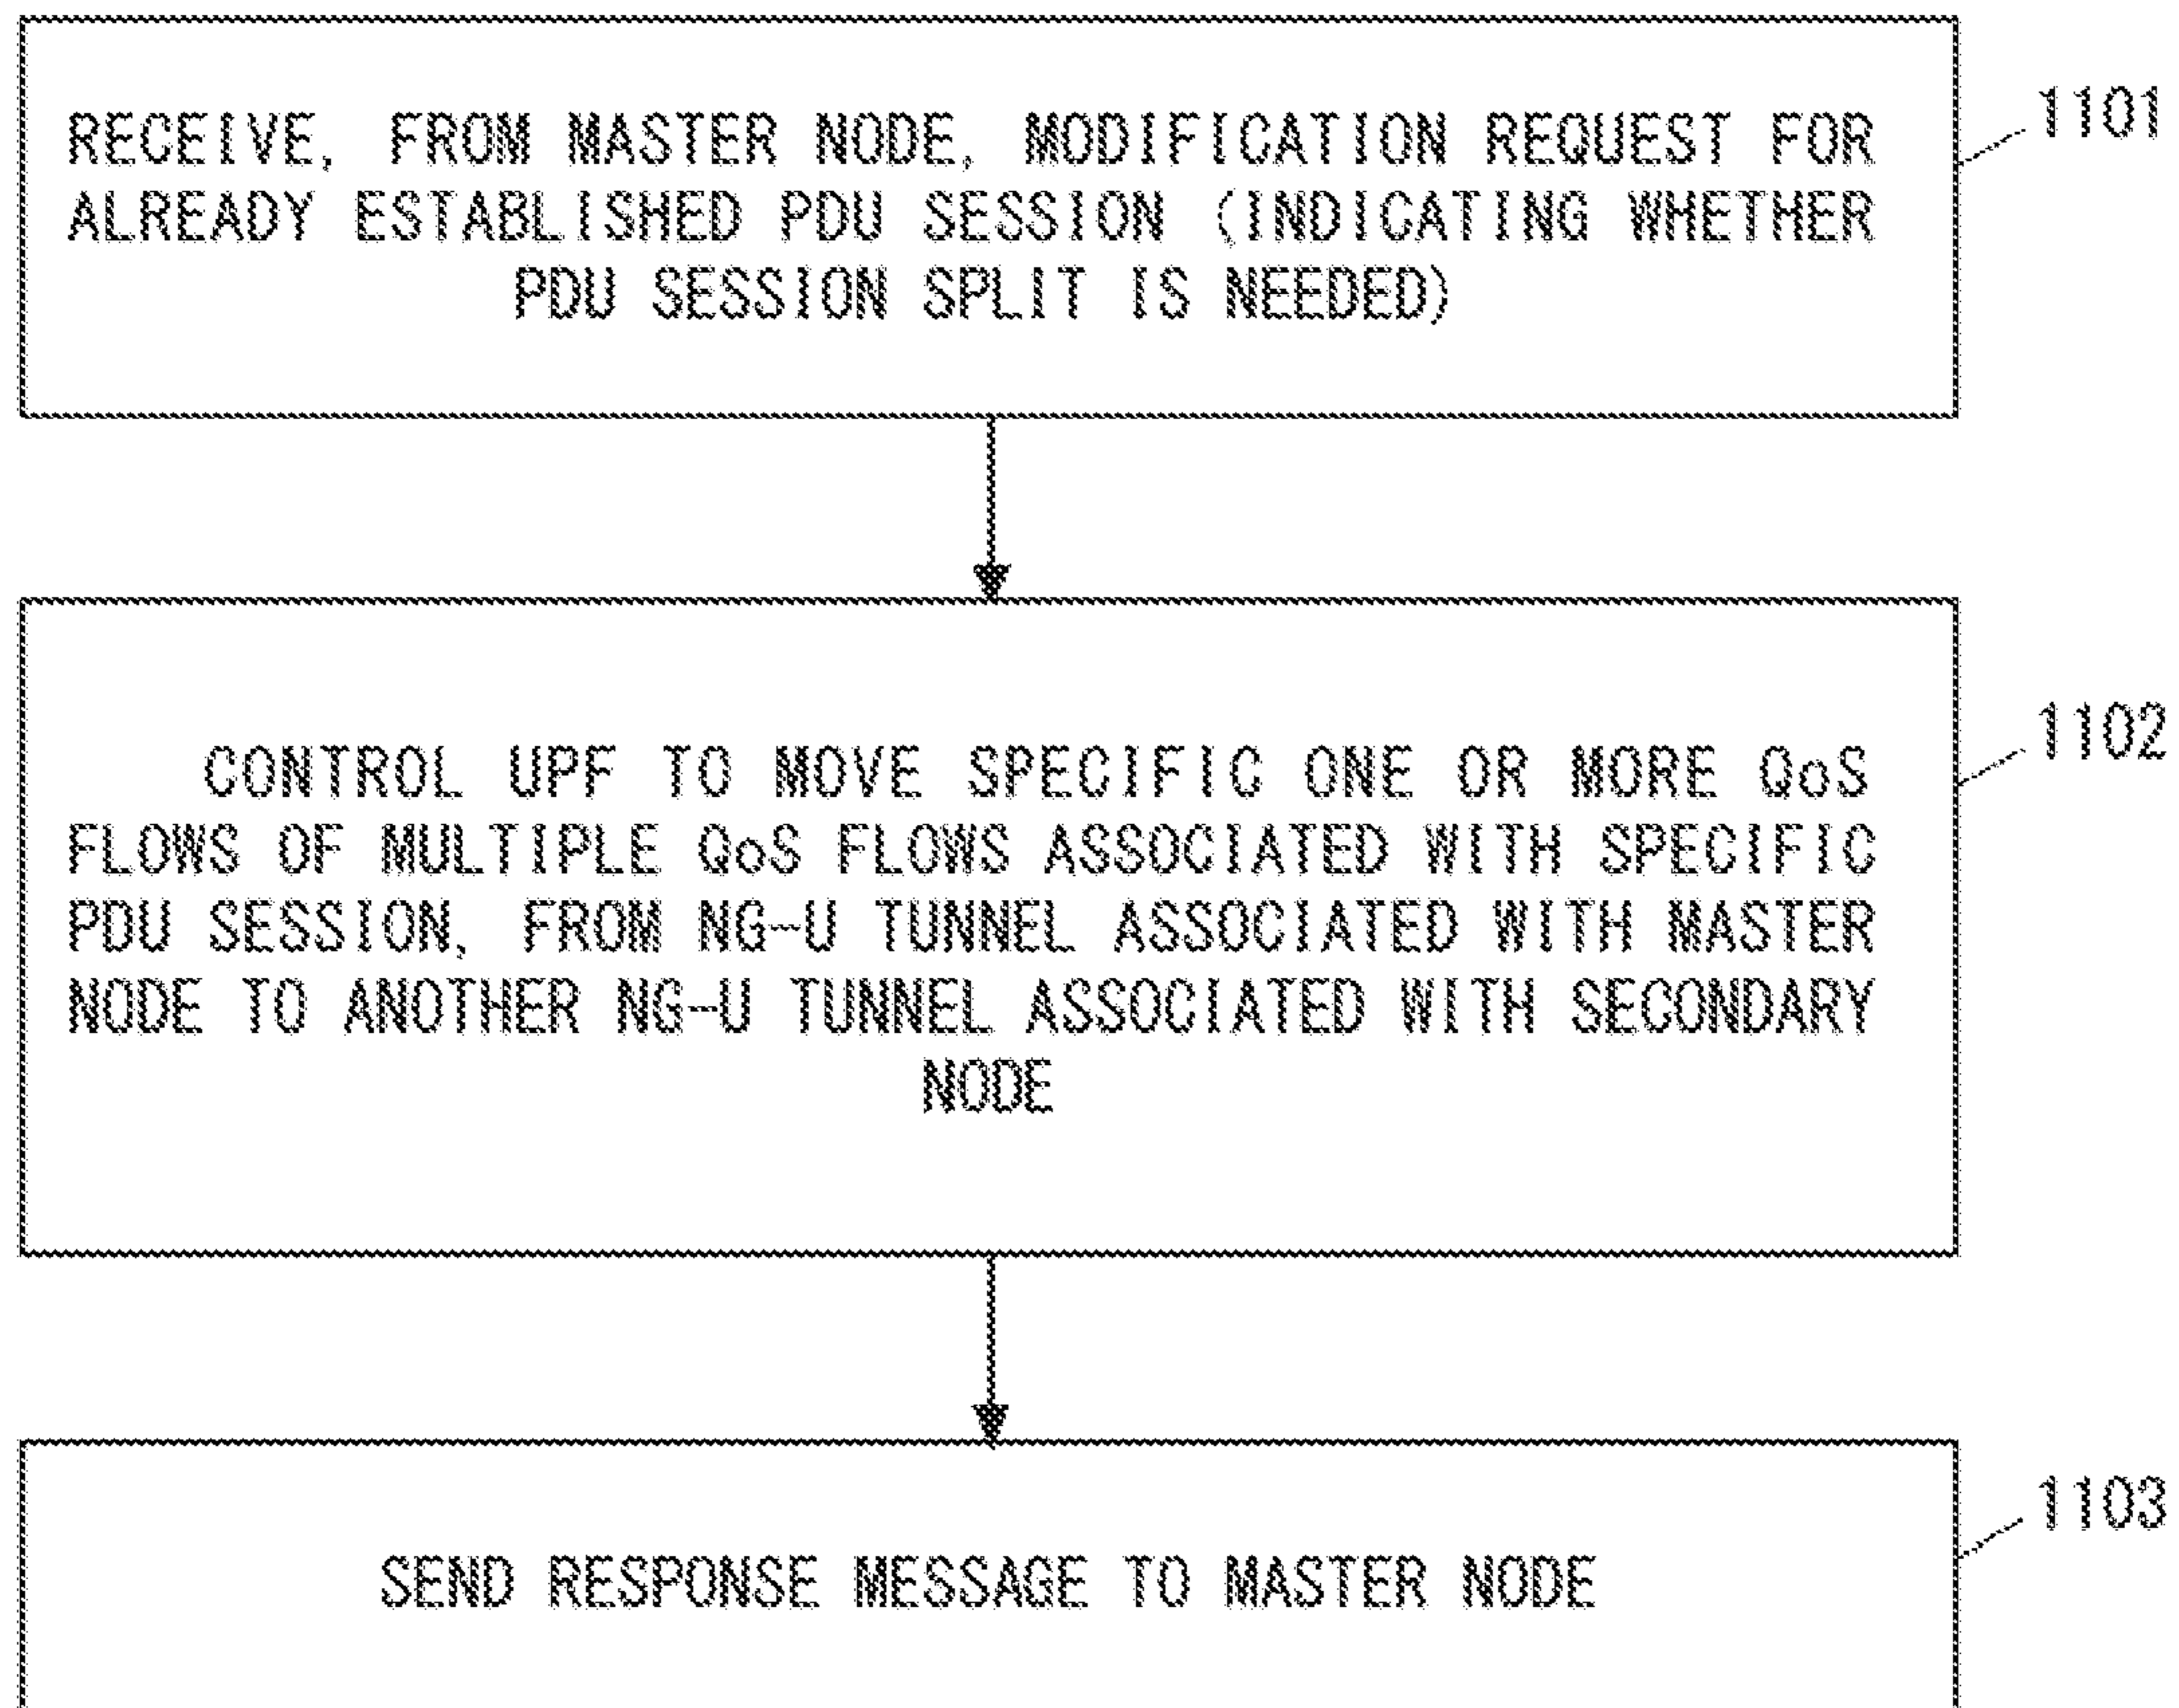 RECEIVE, FROM MASTER NODE, MODIFICATION REQUEST FOR
ALREADY ESTABLISHED PDU SESSION (INDICATING WHETHER
PDU SESSION SPLIT IS NEEDED)
1101
CONTROL UPF TO MOVE SPECIFIC ONE OR MORE QoS
FLOWS OF MULTIPLE QoS FLOWS ASSOCIATED WITH SPECIFIC
PDU SESSION, FROM NG-U TUNNEL ASSOCIATED WITH MASTER
NODE TO ANOTHER NG-U TUNNEL ASSOCIATED WITH SECONDARY
NODE
1102
SEND RESPONSE MESSAGE TO MASTER NODE
1103